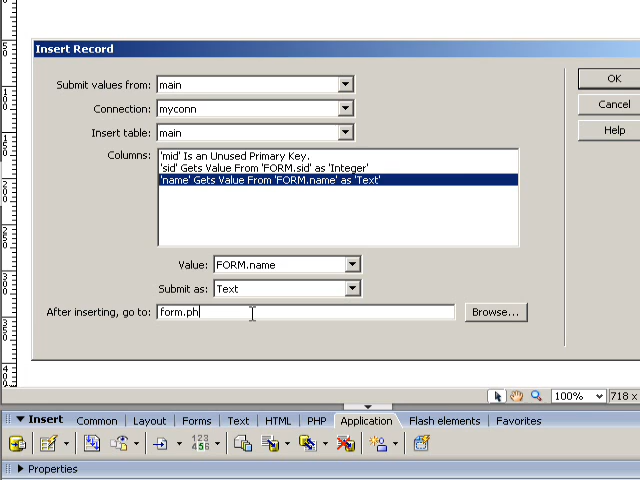 Insert Record
Submit values from: main
OK
Connection: myconn
Cancel
Insert table: main
Help
Columns: 'mid' Is an Unused Primary Key.
'sid' Gets Value From 'FORM.sid' as 'Integer'
'name' Gets Value From 'FORM.name' as 'Text'
Value: FORM.name
Submit as: Text
After inserting, go to: form.ph Browse...
100% 718 x
Insert Common Layout Forms Text HTML PHP Application Flash elements Favorites
123
456
Properties